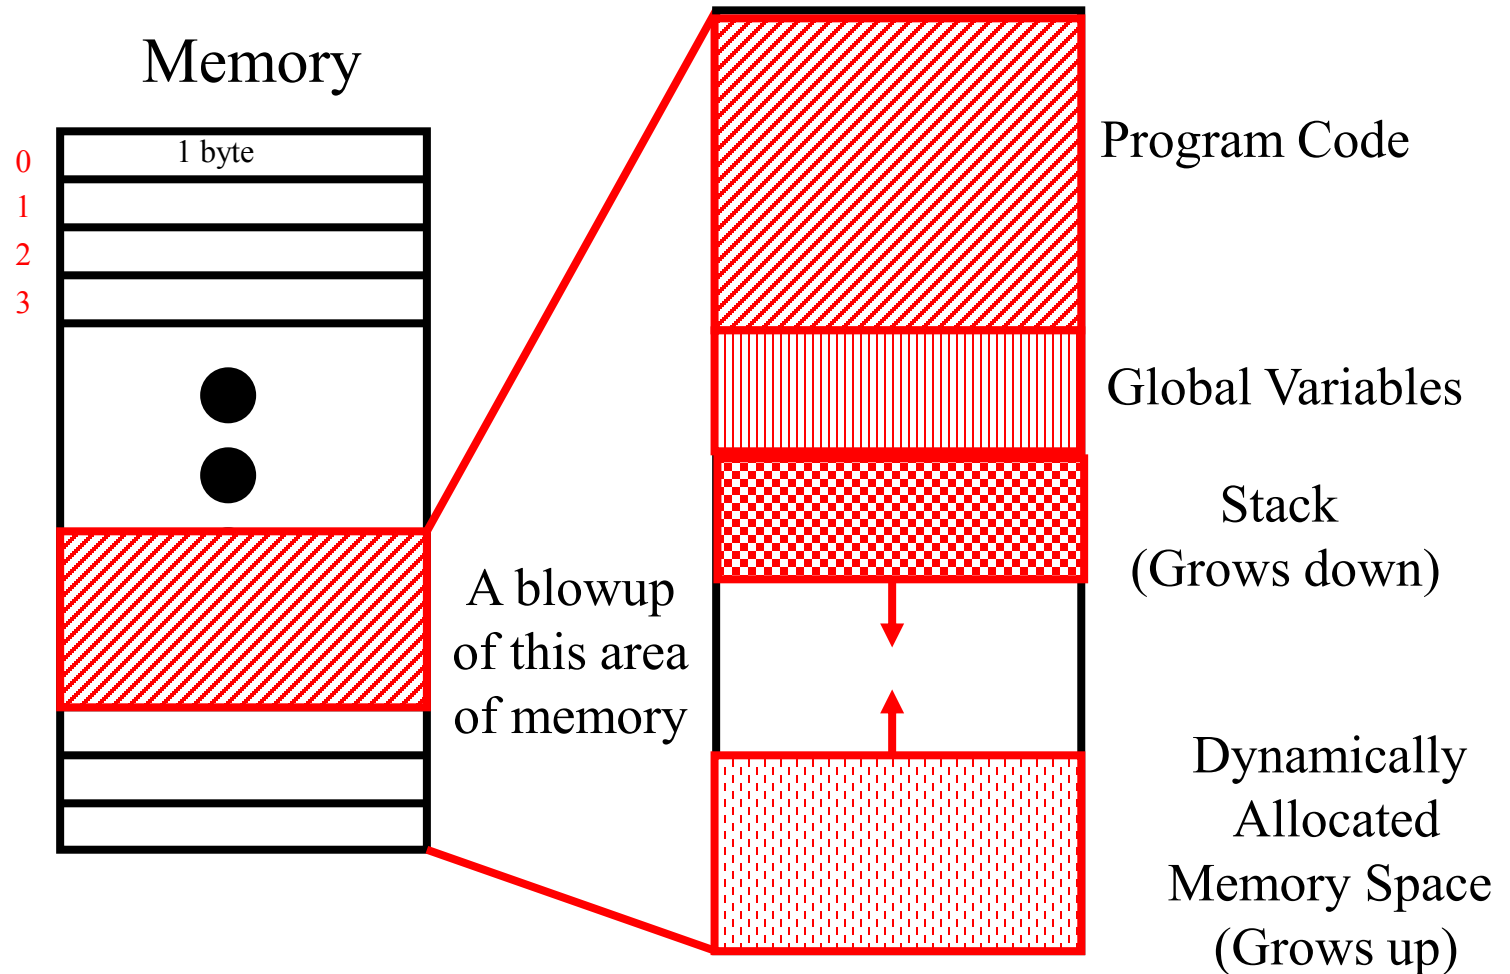 Memory
0
1 byte
1
2
3
A blowup
of this area
of memory
Program Code
Global Variables
Stack
(Grows down)
Dynamically
Allocated
Memory Space
(Grows up)